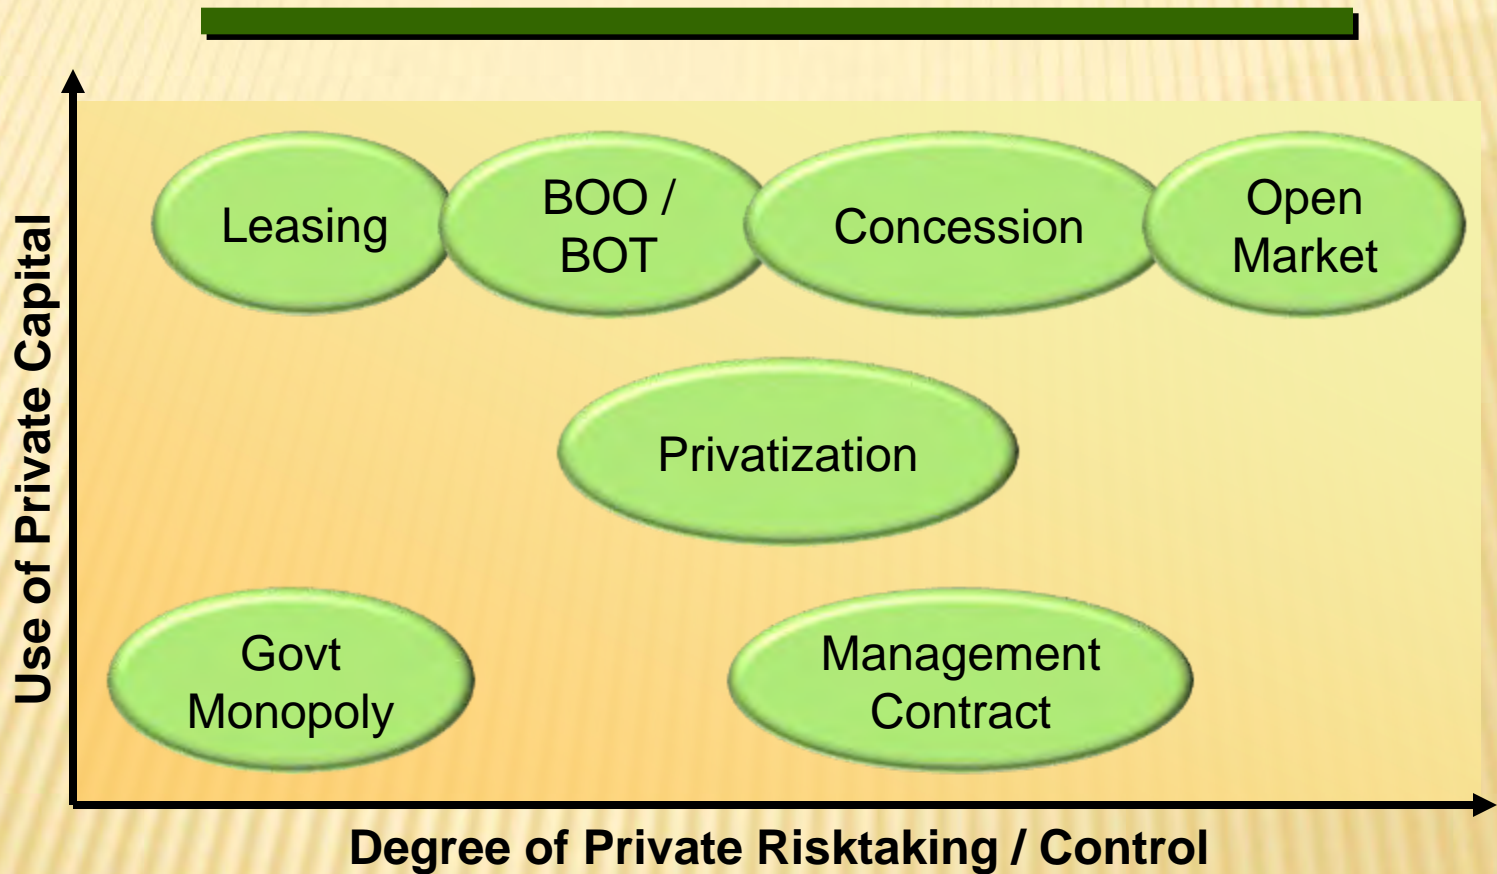 Use of Private Capital
Leasing
BOO /
BOT
Concession
Open
Market
Privatization
Govt
Monopoly
Management
Contract
Degree of Private Risktaking / Control